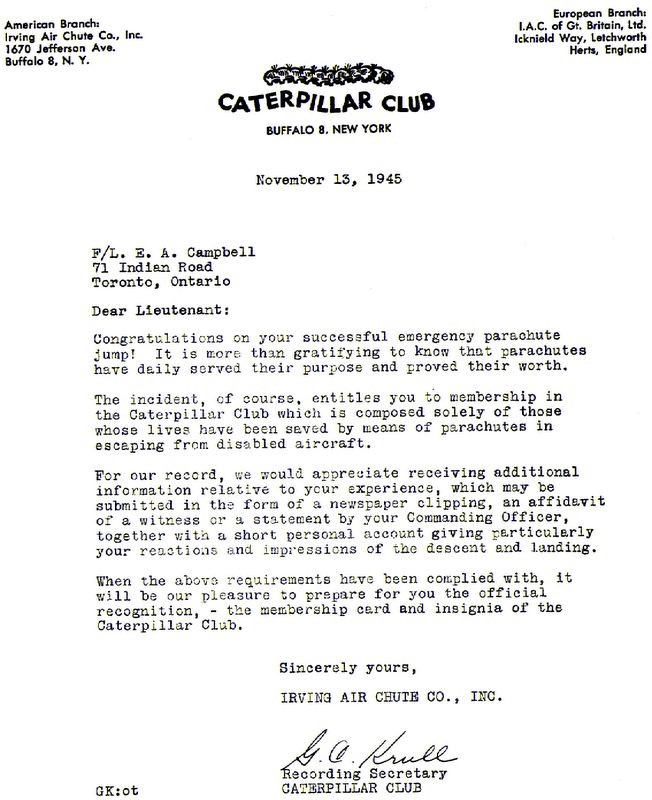 American Branch:
Irving Air Chute Co., Inc.
1670 Jefferson Ave.
Buffalo 8, N. Y.
European Branch:
I.A.C. of Gt. Britain, Ltd.
Icknield Way, Letchworth
Herts, England
CATERPILLAR CLUB
BUFFALO 8, NEW YORK
November 13, 1945
F/L. E. A. Campbell
71 Indian Road
Toronto, Ontario
Dear Lieutenant:
Congratulations on your successful emergency parachute
jump! It is more than gratifying to know that parachutes
have daily served their purpose and proved their worth.
The incident, of course, entitles you to membership in
the Caterpillar Club which is composed solely of those
whose lives have been saved by means of parachutes in
escaping from disabled aircraft.
For our record, we would appreciate receiving additional
information relative to your experience, which may be
submitted in the form of a newspaper clipping, an affidavit
of a witness or a statement by your Commanding Officer,
together with a short personal account giving particularly
your reactions and impressions of the descent and landing.
When the above requirements have been complied with, it
will be our pleasure to prepare for you the official
recognition, - the membership card and insignia of the
Caterpillar Club.
Sincerely yours,
IRVING AIR CHUTE CO., INC.
G. A. Krull
Recording Secretary
GK:ot CATERPILLAR CLUB